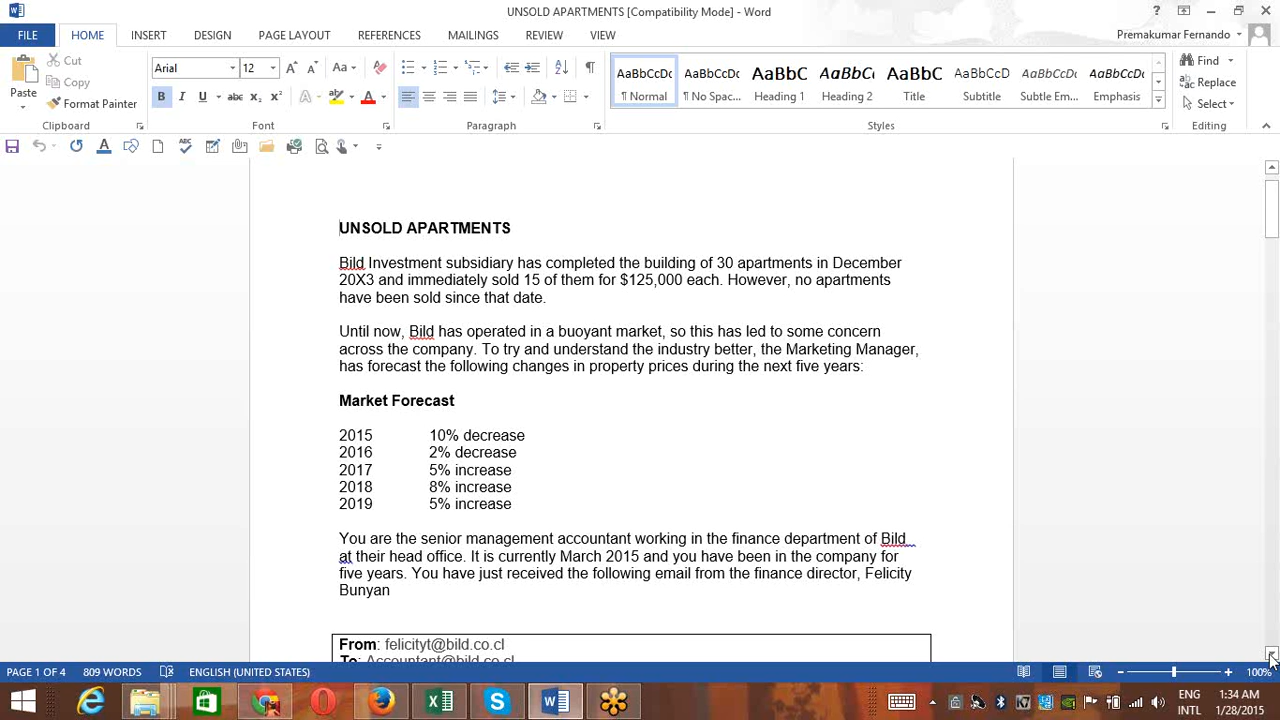 UNSOLD APARTMENTS [Compatibility Mode] - Word
FILE HOME INSERT DESIGN PAGE LAYOUT REFERENCES MAILINGS REVIEW VIEW Premakumar Fernando
Paste Cut Copy Format Painter
Clipboard
Arial 12 Aa
Font
Paragraph
AaBbCcDc AaBbCcDc AaBbC AaBbCc AaBbC AaBbCcD AaBbCcD AaBbCcDc
¶ Normal ¶ No Spac... Heading 1 Heading 2 Title Subtitle Subtle Em... Emphasis
Styles
Find
Replace
Select
Editing
UNSOLD APARTMENTS
Bild Investment subsidiary has completed the building of 30 apartments in December
20X3 and immediately sold 15 of them for $125,000 each. However, no apartments
have been sold since that date.
Until now, Bild has operated in a buoyant market, so this has led to some concern
across the company. To try and understand the industry better, the Marketing Manager,
has forecast the following changes in property prices during the next five years:
Market Forecast
2015 10% decrease
2016 2% decrease
2017 5% increase
2018 8% increase
2019 5% increase
You are the senior management accountant working in the finance department of Bild
at their head office. It is currently March 2015 and you have been in the company for
five years. You have just received the following email from the finance director, Felicity
Bunyan
From: felicityt@bild.co.cl
To: Accountant@bild.co.cl
PAGE 1 OF 4 809 WORDS ENGLISH (UNITED STATES) 100%
ENG
INTL
1:34 AM
1/28/2015